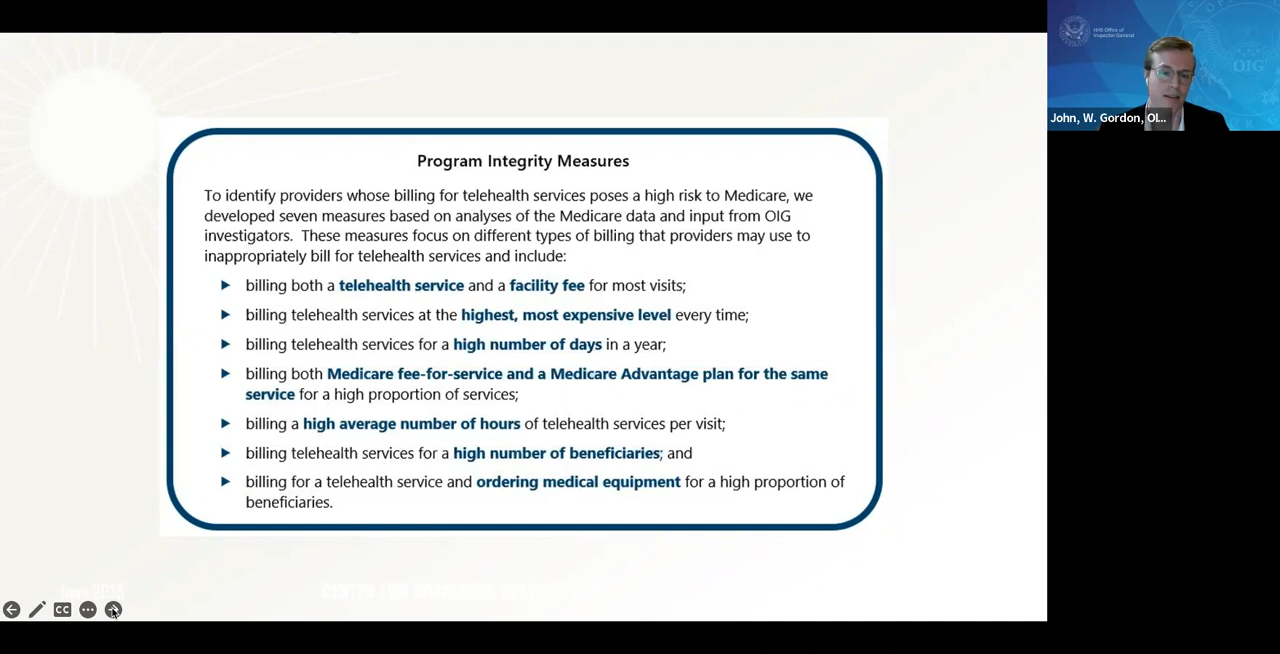 Program Integrity Measures
To identify providers whose billing for telehealth services poses a high risk to Medicare, we
developed seven measures based on analyses of the Medicare data and input from OIG
investigators. These measures focus on different types of billing that providers may use to
inappropriately bill for telehealth services and include:
billing both a telehealth service and a facility fee for most visits;
billing telehealth services at the highest, most expensive level every time;
billing telehealth services for a high number of days in a year;
billing both Medicare fee-for-service and a Medicare Advantage plan for the same
service for a high proportion of services;
billing a high average number of hours of telehealth services per visit;
billing telehealth services for a high number of beneficiaries; and
billing for a telehealth service and ordering medical equipment for a high proportion of
beneficiaries.
CC
HHS Office of
Inspector General
OIG
John, W. Gordon, OI...